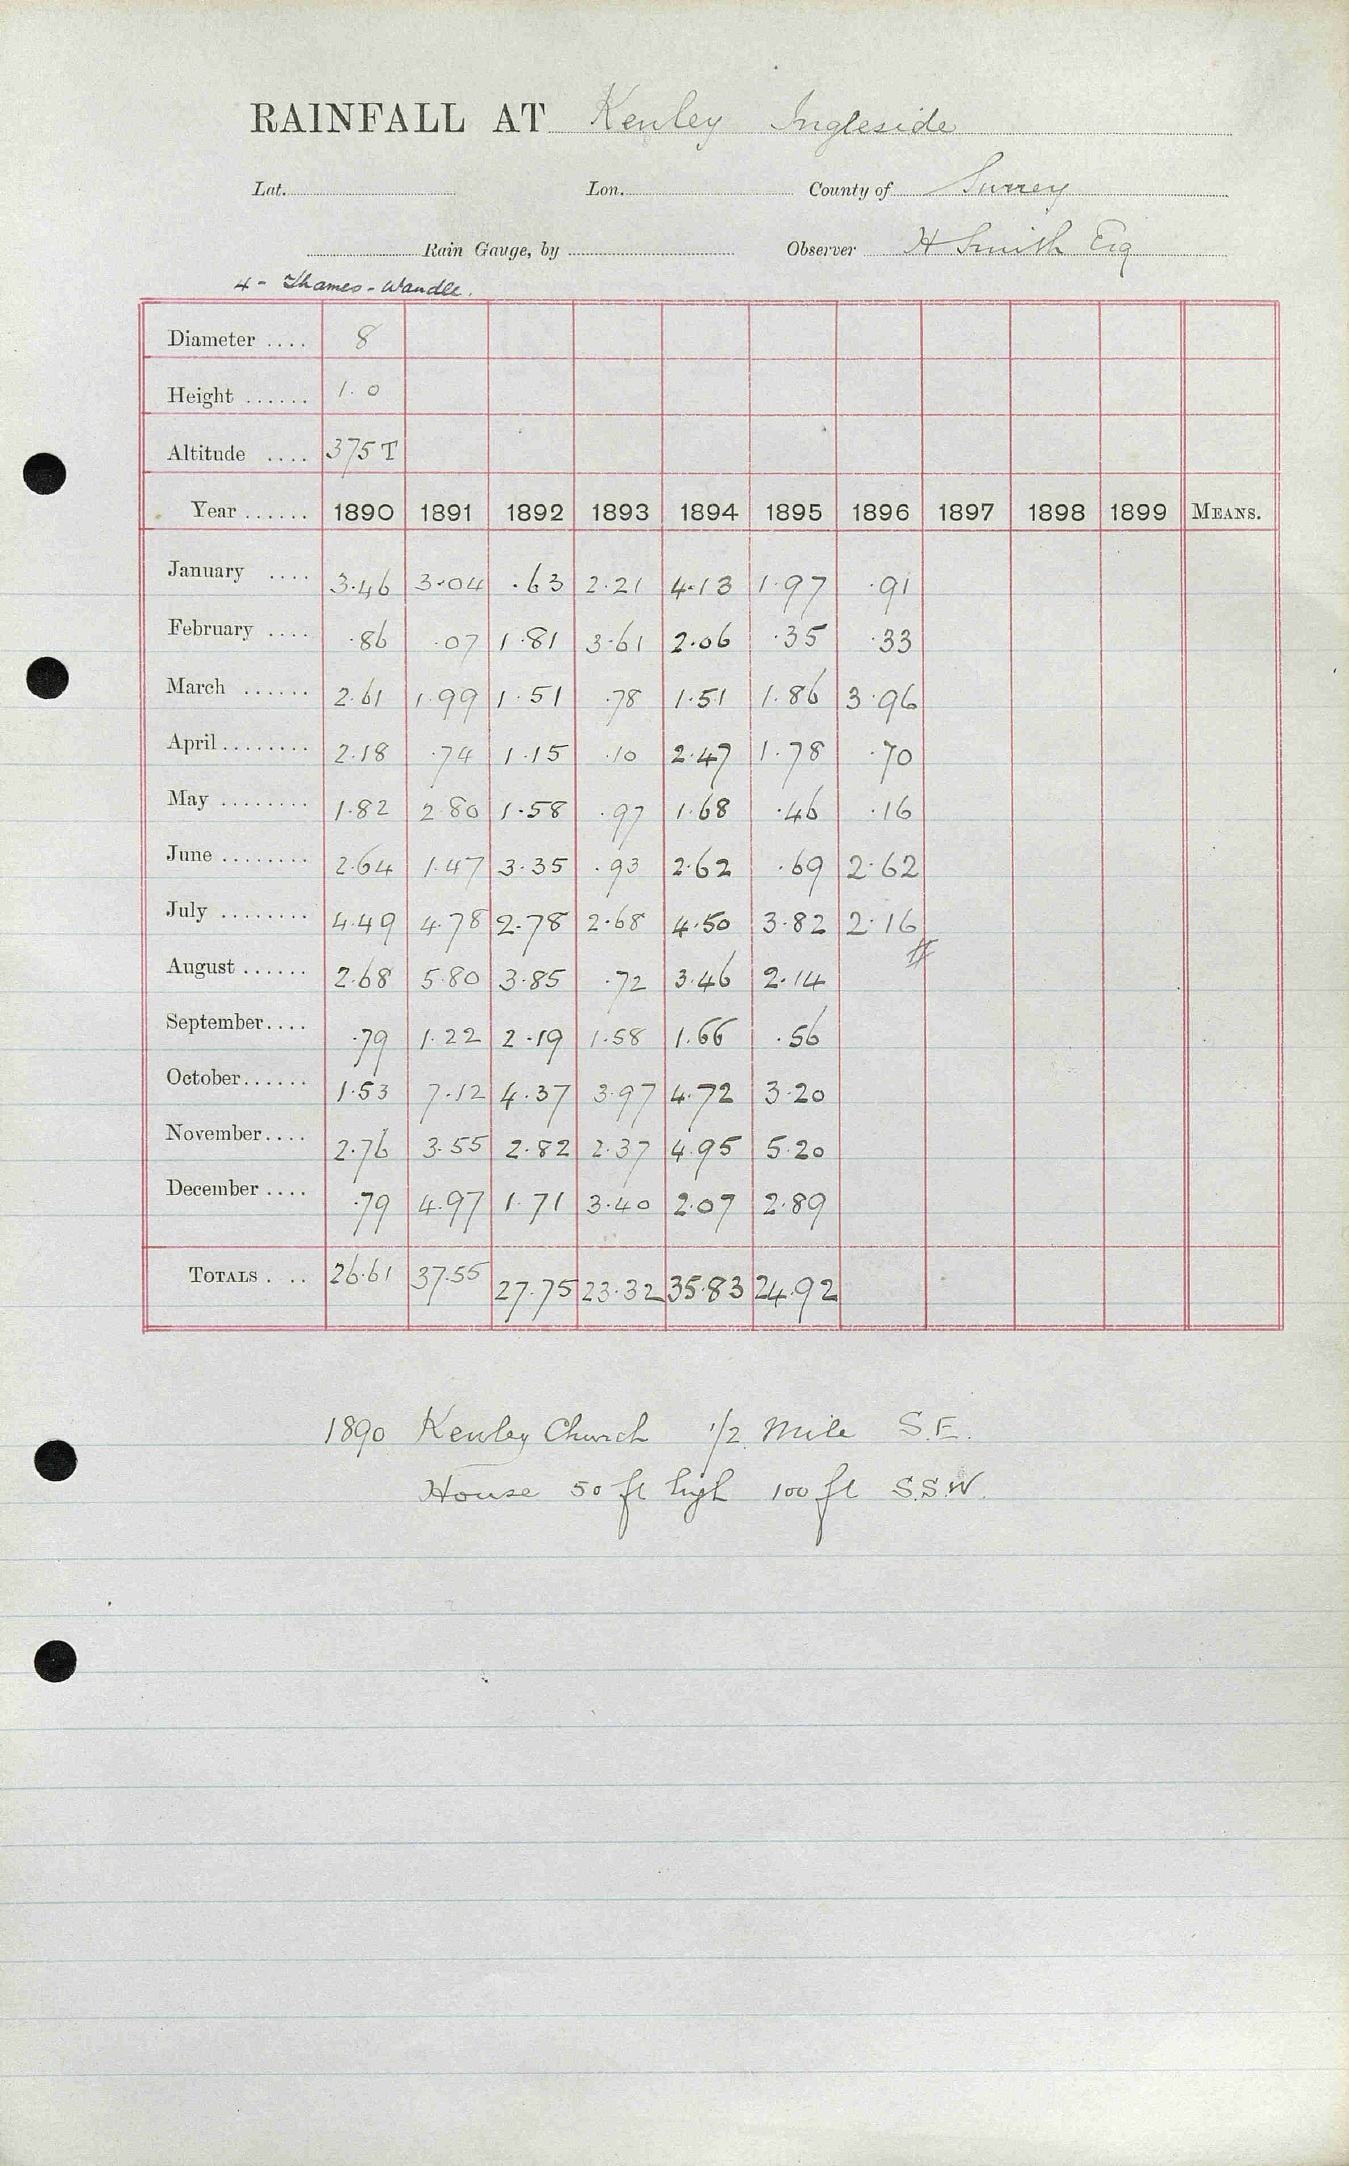 RAINFALL AT Kenley Ingleside
Lat. Lon. County of Surrey
Rain Gauge, by Observer H Smith Esq
4 - Thames - Wandle.
Diameter .... 8
Height ...... 1.0
Altitude .... 375 T
Year ...... 1890 1891 1892 1893 1894 1895 1896 1897 1898 1899 MEANS.
January .... 3.46 3.04 .63 2.21 4.13 1.97 .91
February .... .86 .07 1.81 3.61 2.06 .35 .33
March ...... 2.61 1.99 1.51 .78 1.51 1.86 3.96
April ........ 2.18 .74 1.15 .10 2.47 1.78 .70
May ........ 1.82 2.80 1.58 .97 1.68 .46 .16
June ........ 2.64 1.47 3.35 .93 2.62 .69 2.62
July ........ 4.49 4.78 2.78 2.68 4.50 3.82 2.16
August ...... 2.68 5.80 3.85 .72 3.46 2.14
September.... .79 1.22 2.19 1.58 1.66 .56
October...... 1.53 7.12 4.37 3.97 4.72 3.20
November.... 2.76 3.55 2.82 2.37 4.95 5.20
December .... .79 4.97 1.71 3.40 2.07 2.89
TOTALS . .. 26.61 37.55 27.75 23.32 35.83 24.92
1890 Kenley Church 1/2 Mile S.E.
House 50 ft high 100 ft S.S.W.